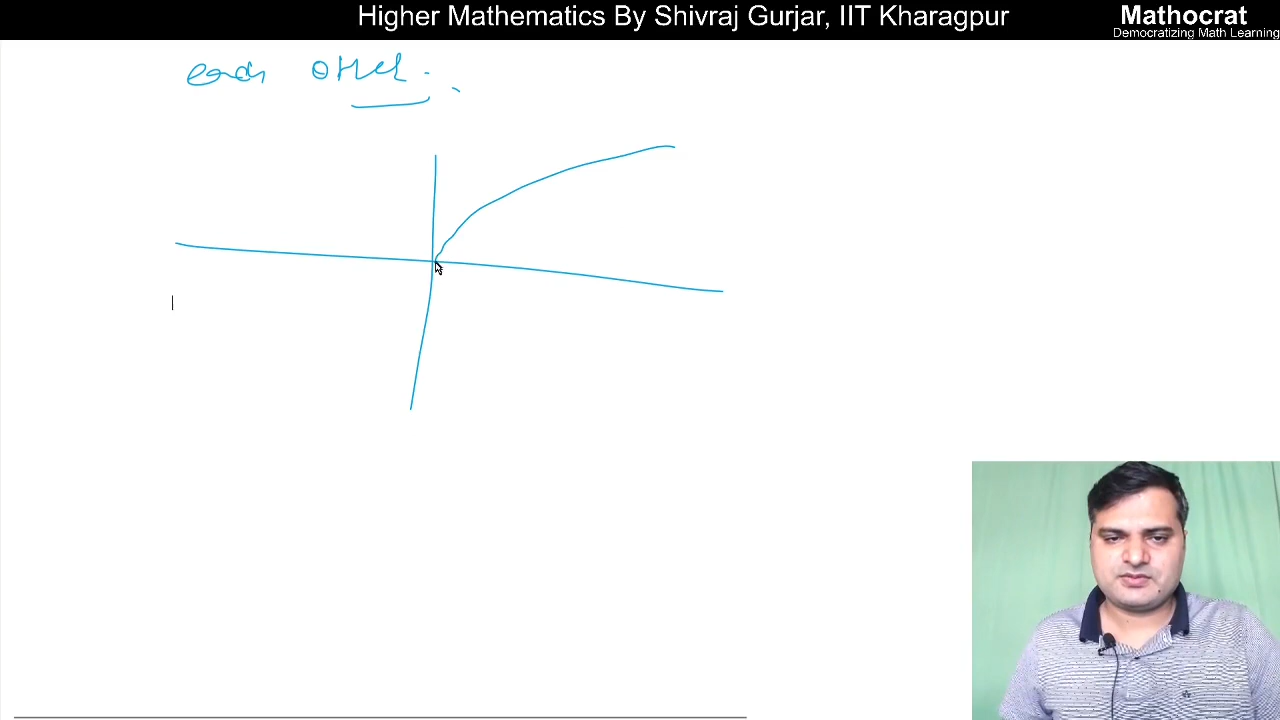 Higher Mathematics By Shivraj Gurjar, IIT Kharagpur
Mathocrat
Democratizing Math Learning
each other.